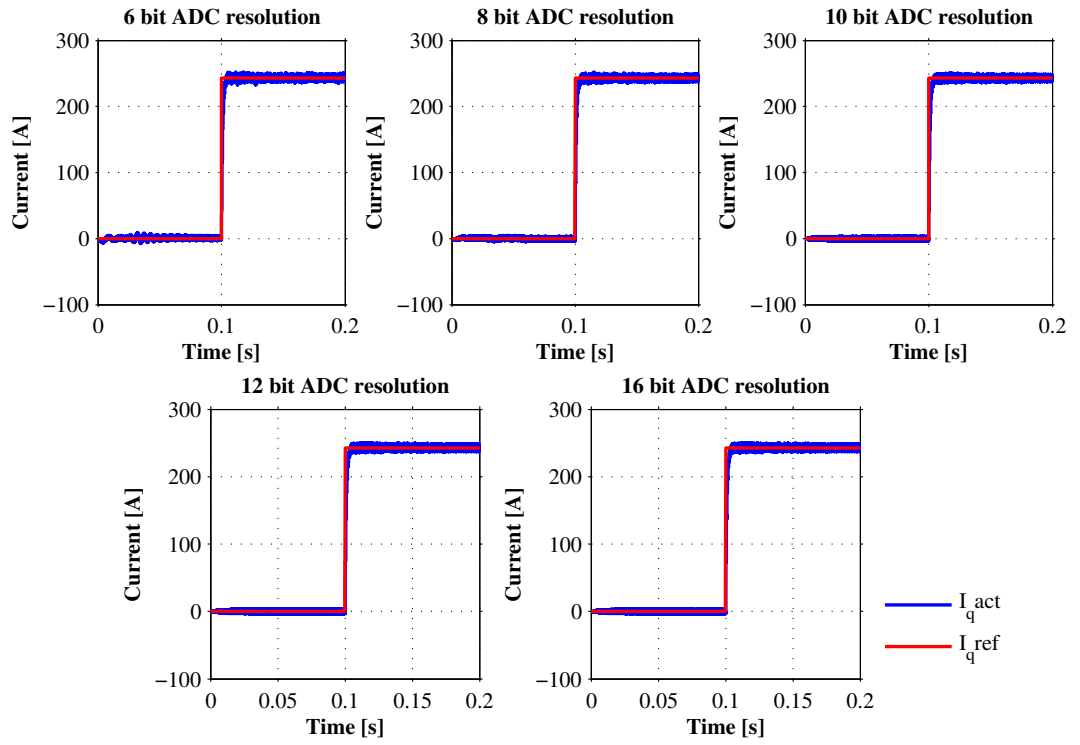 6 bit ADC resolution
8 bit ADC resolution
10 bit ADC resolution
300
200
100
0
−100
Current [A]
0
0.1
0.2
Time [s]
300
200
100
0
−100
Current [A]
0
0.1
0.2
Time [s]
300
200
100
0
−100
Current [A]
0
0.1
0.2
Time [s]
12 bit ADC resolution
16 bit ADC resolution
300
200
100
0
−100
Current [A]
0
0.05
0.1
0.15
0.2
Time [s]
300
200
100
0
−100
Current [A]
0
0.05
0.1
0.15
0.2
Time [s]
I_q act
I_q ref